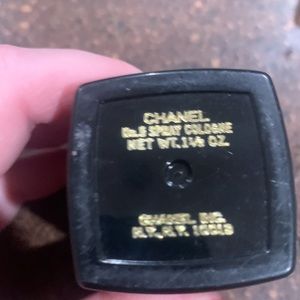 CHANEL
No.5 SPRAY COLOGNE
NET WT. 1⅛ OZ.
CHANEL, INC.
N.Y., N.Y. 10019